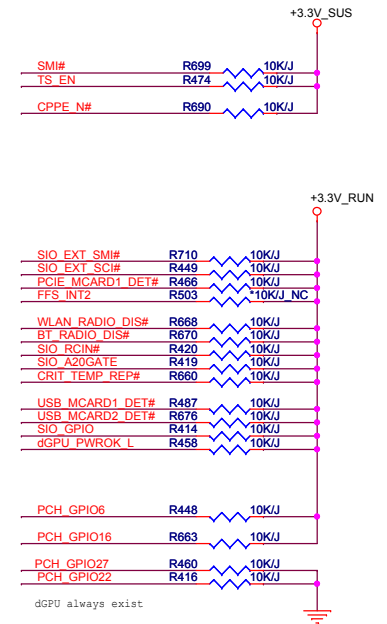 +3.3V_SUS
SMI# R699 10K/J
TS_EN R474 10K/J
CPPE_N# R690 10K/J
+3.3V_RUN
SIO_EXT_SMI# R710 10K/J
SIO_EXT_SCI# R449 10K/J
PCIE_MCARD1_DET# R466 10K/J
FFS_INT2 R503 *10K/J_NC
WLAN_RADIO_DIS# R668 10K/J
BT_RADIO_DIS# R670 10K/J
SIO_RCIN# R420 10K/J
SIO_A20GATE R419 10K/J
CRIT_TEMP_REP# R660 10K/J
USB_MCARD1_DET# R487 10K/J
USB_MCARD2_DET# R676 10K/J
SIO_GPIO R414 10K/J
dGPU_PWROK_L R458 10K/J
PCH_GPIO6 R448 10K/J
PCH_GPIO16 R663 10K/J
PCH_GPIO27 R460 10K/J
PCH_GPIO22 R416 10K/J
dGPU always exist